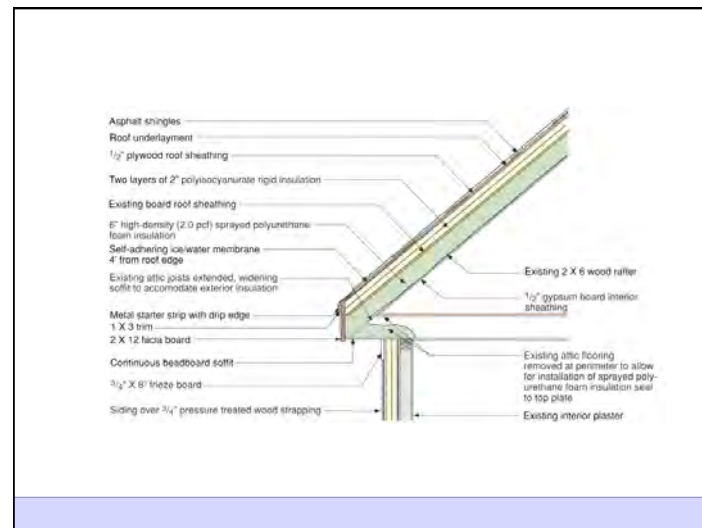 Asphalt shingles
Roof underlayment
1/2" plywood roof sheathing
Two layers of 2" polyisocyanurate rigid insulation
Existing board roof sheathing
6" high-density (2.0 pcf) sprayed polyurethane
foam insulation
Self-adhering ice/water membrane
4' from roof edge
Existing attic joists extended, widening
soffit to accomodate exterior insulation
Metal starter strip with drip edge
1 X 3 trim
2 X 12 facia board
Continuous beadboard soffit
3/4" X 8" frieze board
Siding over 3/4" pressure treated wood strapping
Existing 2 X 6 wood rafter
1/2" gypsum board interior
sheathing
Existing attic flooring
removed at perimeter to allow
for installation of sprayed poly-
urethane foam insulation seal
to top plate
Existing interior plaster